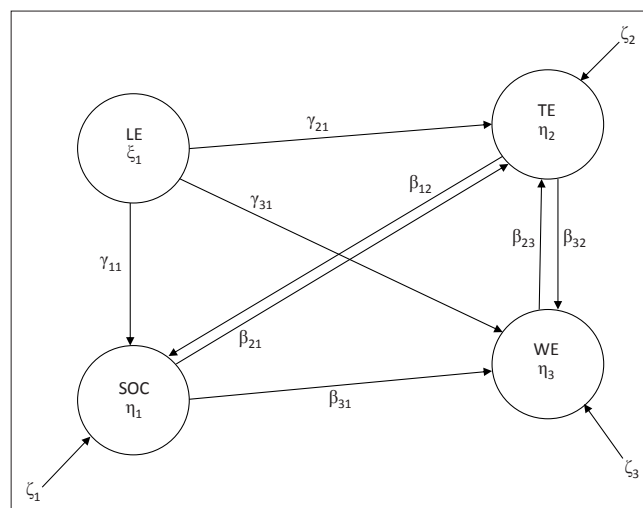 ζ₂
TE
η₂
LE
ξ₁
γ₂₁
β₁₂
γ₃₁
β₂₃
β₃₂
γ₁₁
β₂₁
WE
η₃
SOC
η₁
β₃₁
ζ₃
ζ₁